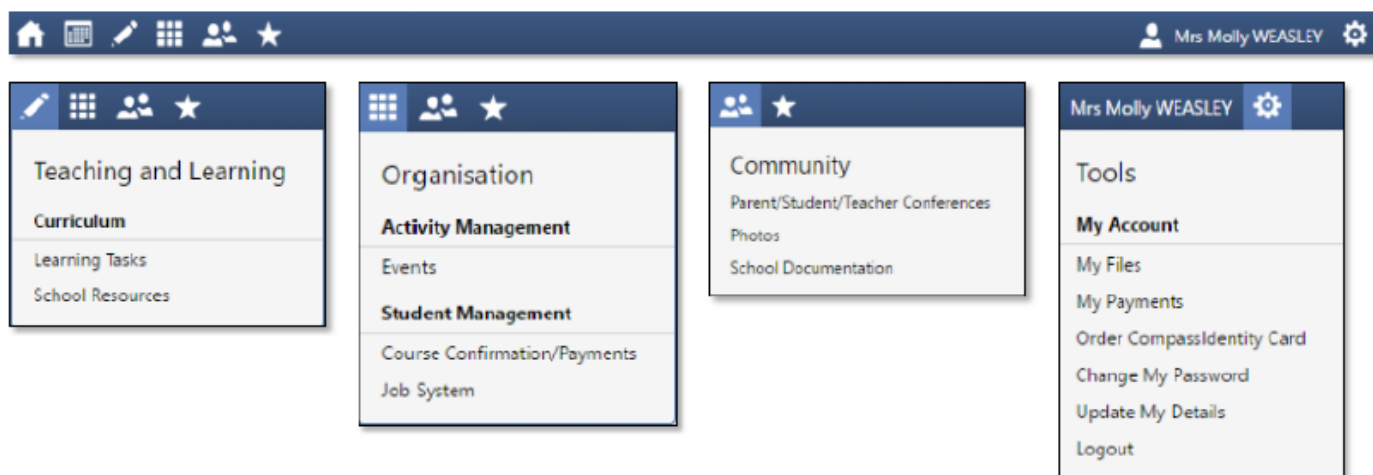 Mrs Molly WEASLEY
Teaching and Learning
Curriculum
Learning Tasks
School Resources
Organisation
Activity Management
Events
Student Management
Course Confirmation/Payments
Job System
Community
Parent/Student/Teacher Conferences
Photos
School Documentation
Mrs Molly WEASLEY
Tools
My Account
My Files
My Payments
Order CompassIdentity Card
Change My Password
Update My Details
Logout